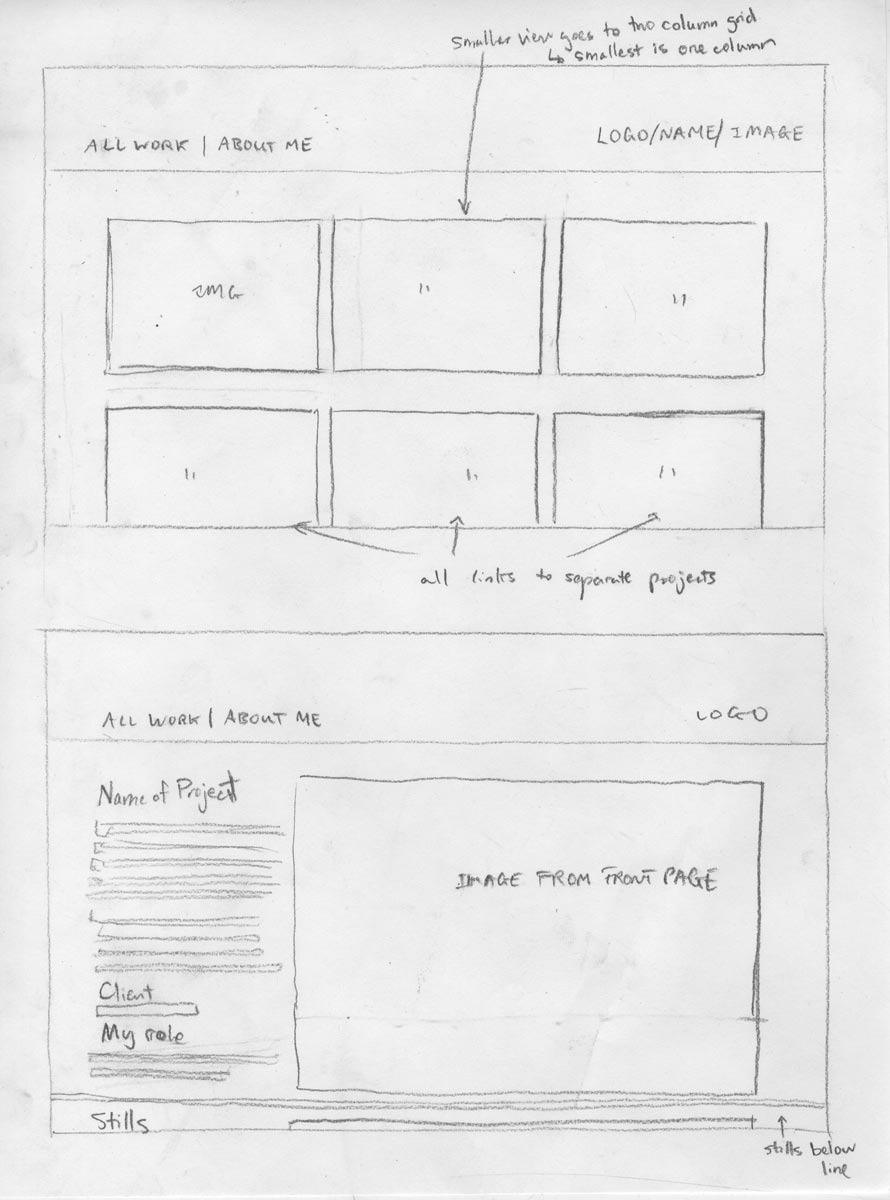 smaller view goes to two column grid
↳ smallest is one column
ALL WORK | ABOUT ME
LOGO/NAME/IMAGE
IMG
"
"
"
"
"
all links to separate projects
ALL WORK | ABOUT ME
LOGO
Name of Project
IMAGE FROM FRONT PAGE
Client
My role
Stills
stills below
line